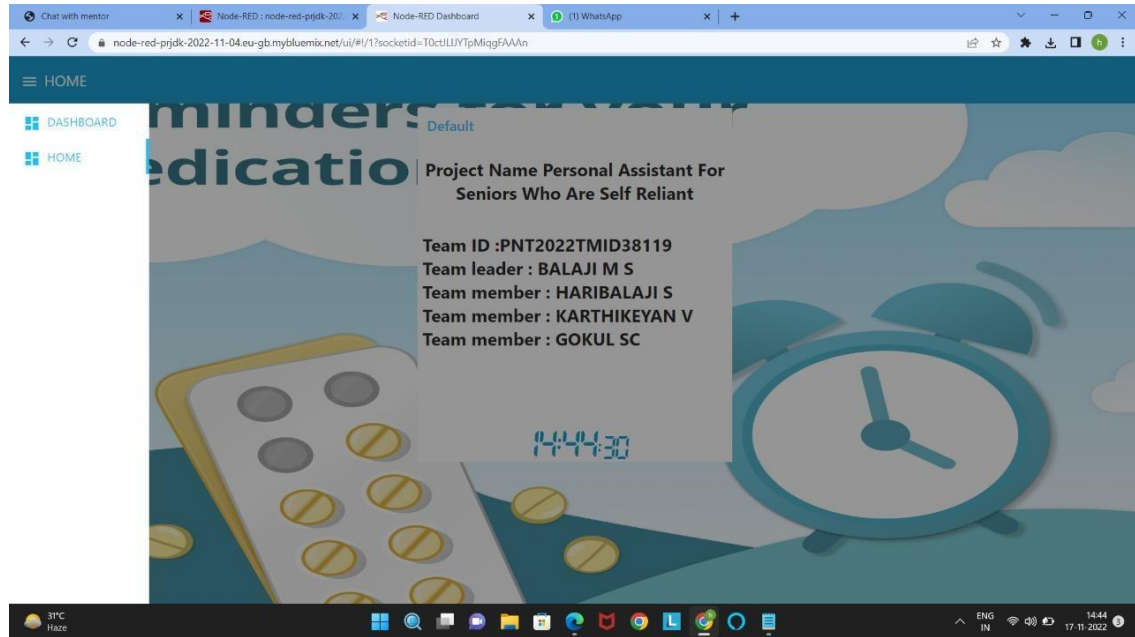 Chat with mentor
Node-RED : node-red-prjdk-202
Node-RED Dashboard
(1) WhatsApp
node-red-prjdk-2022-11-04.eu-gb.mybluemix.net/ui/#!/1?socketid=
HOME
DASHBOARD
HOME
minders for your
edicatio
Default
Project Name Personal Assistant For
Seniors Who Are Self Reliant
Team ID :PNT2022TMID38119
Team leader : BALAJI M S
Team member : HARIBALAJI S
Team member : KARTHIKEYAN V
Team member : GOKUL SC
14:44:30
31°C
Haze
ENG
IN
14:44
17-11-2022
3